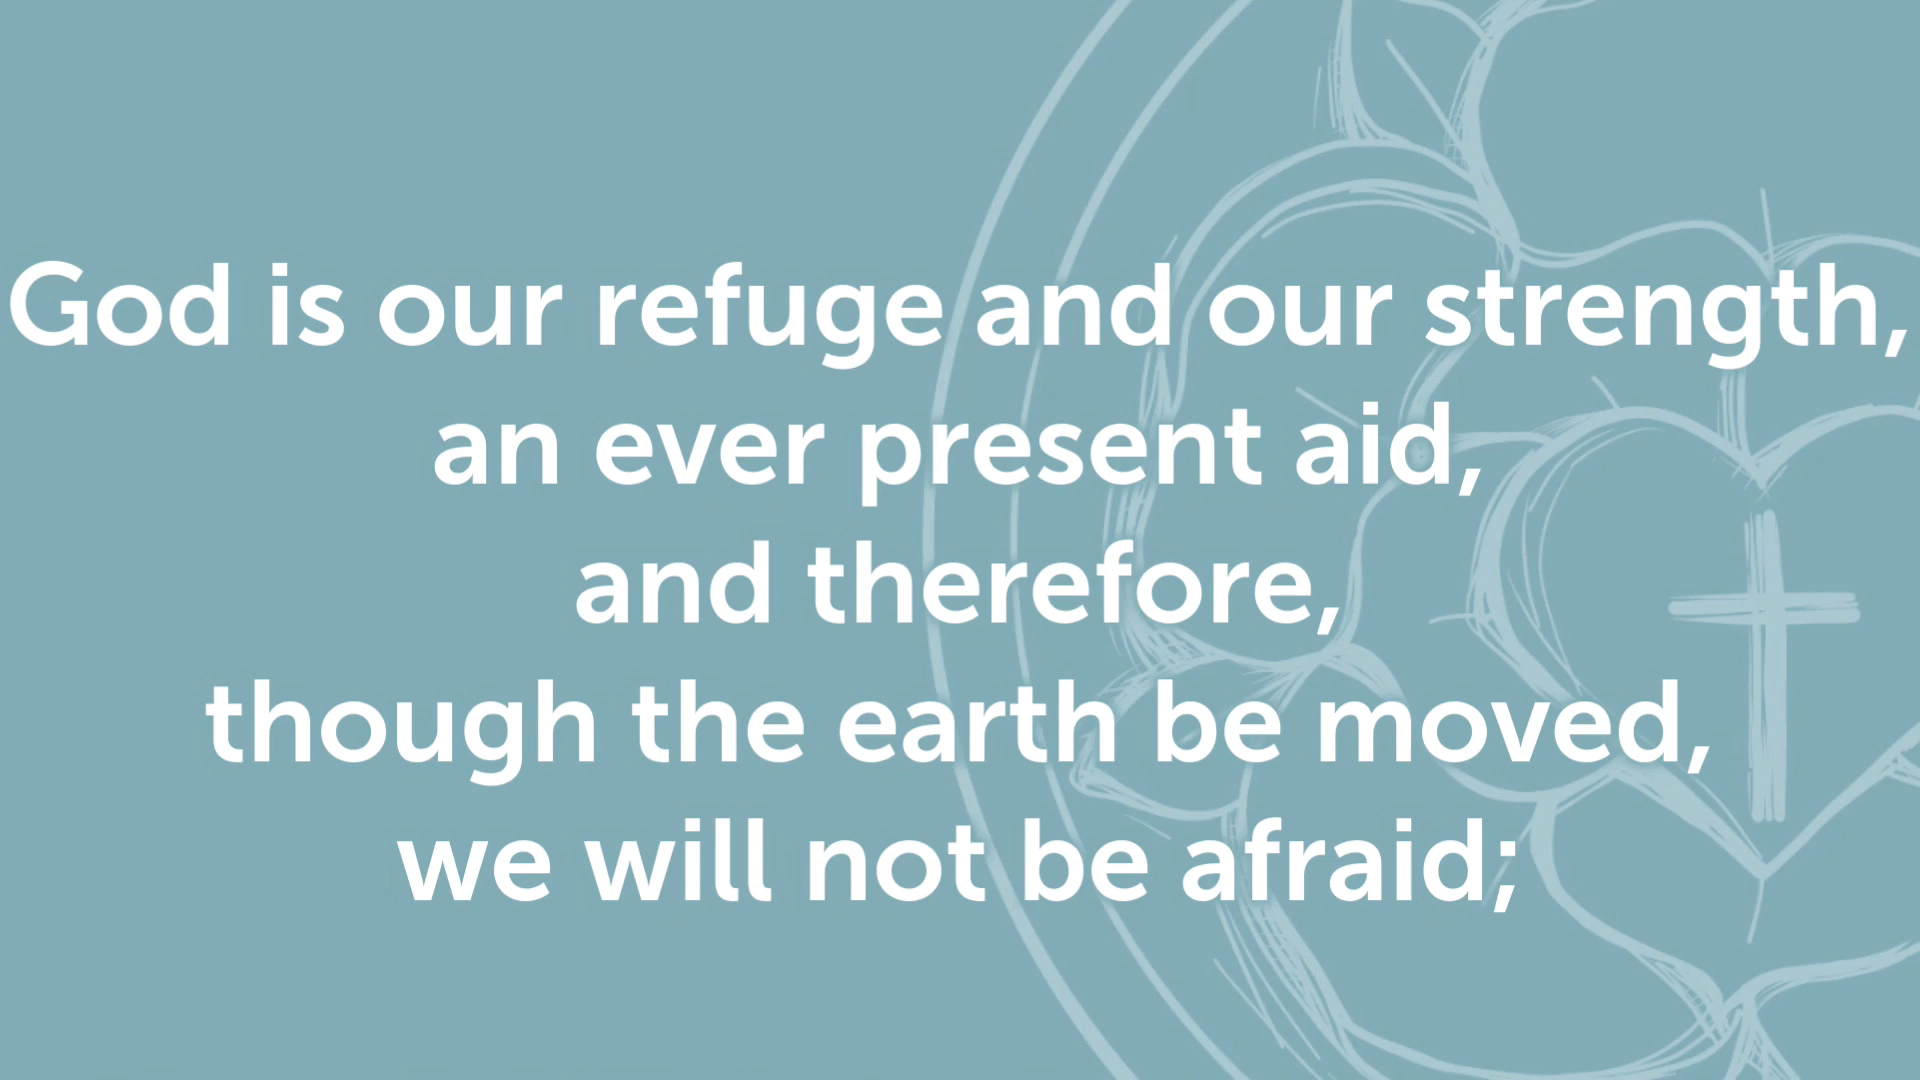 God is our refuge and our strength,
an ever present aid,
and therefore,
though the earth be moved,
we will not be afraid;